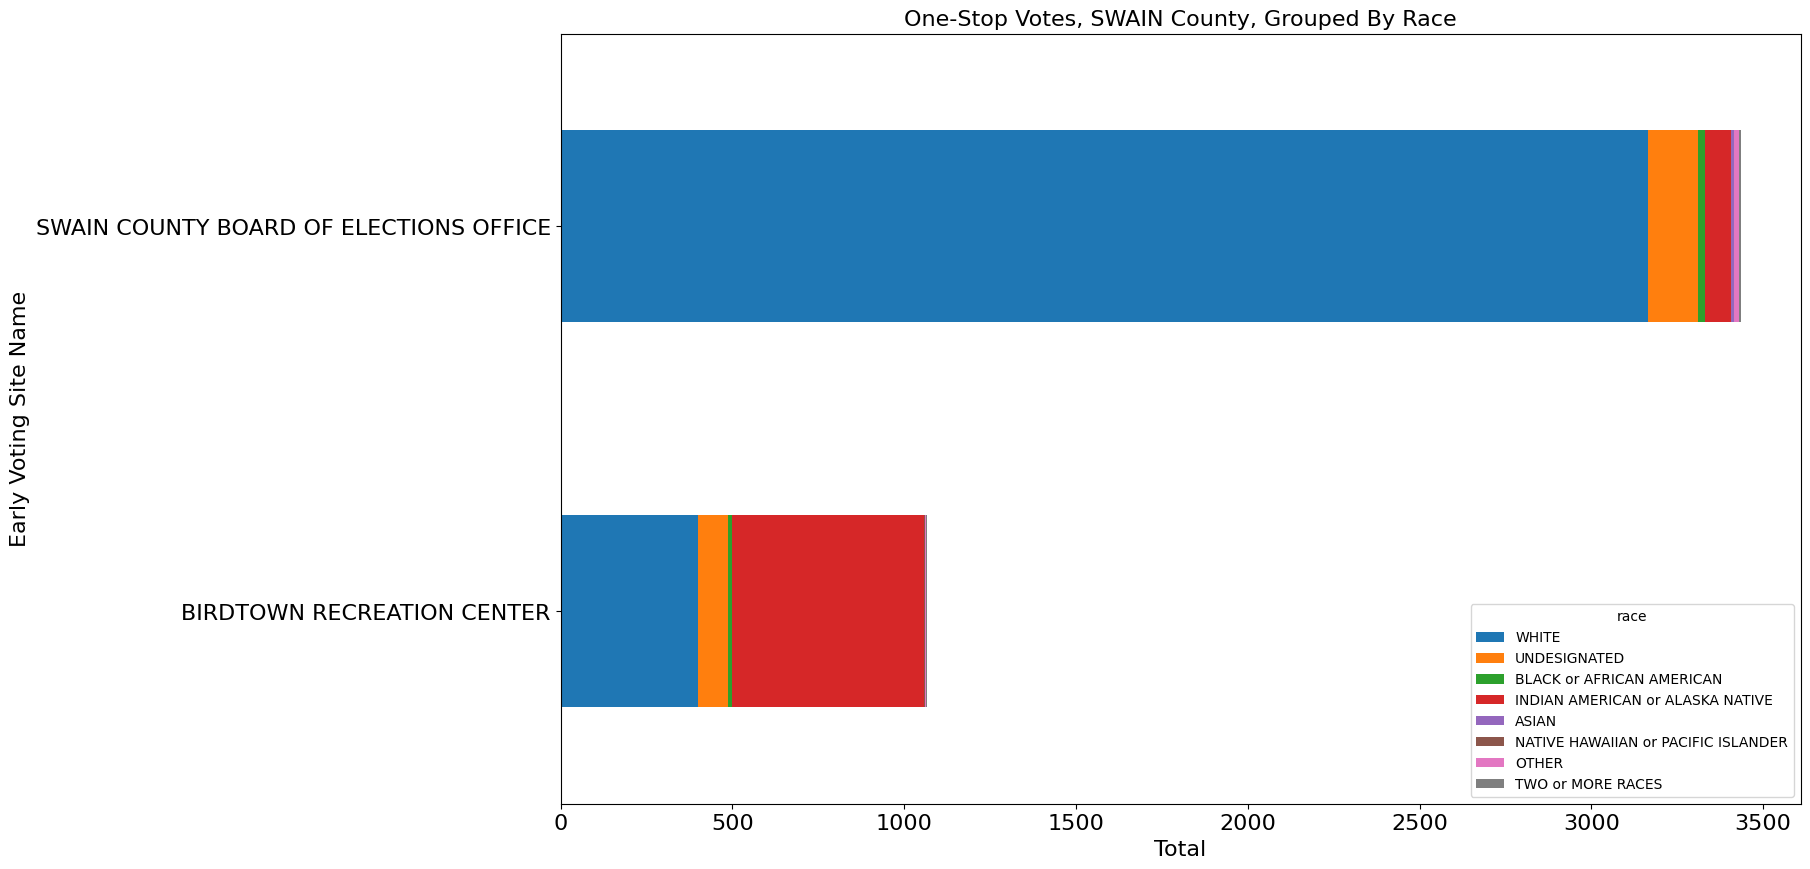 One-Stop Votes, SWAIN County, Grouped By Race
Early Voting Site Name
SWAIN COUNTY BOARD OF ELECTIONS OFFICE
BIRDTOWN RECREATION CENTER
race
WHITE
UNDESIGNATED
BLACK or AFRICAN AMERICAN
INDIAN AMERICAN or ALASKA NATIVE
ASIAN
NATIVE HAWAIIAN or PACIFIC ISLANDER
OTHER
TWO or MORE RACES
0 500 1000 1500 2000 2500 3000 3500
Total